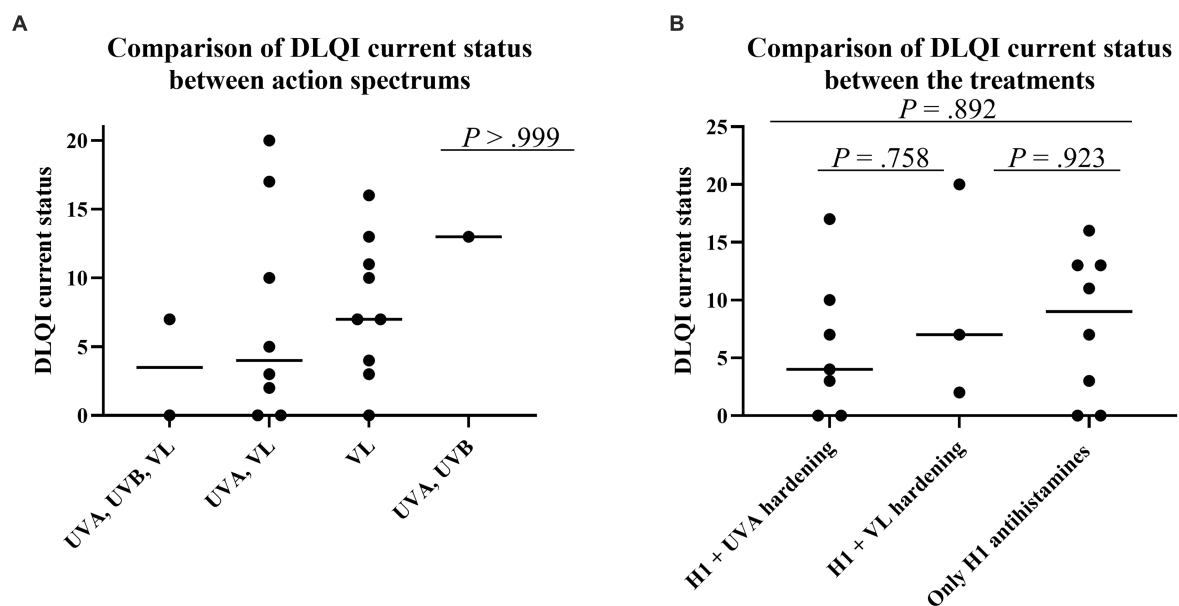 A
Comparison of DLQI current status
between action spectrums
P > .999
DLQI current status
20
15
10
5
0
UVA, UVB, VL
UVA, VL
VL
UVA, UVB
B
Comparison of DLQI current status
between the treatments
P = .892
P = .758
P = .923
DLQI current status
25
20
15
10
5
0
H1 + UVA hardening
H1 + VL hardening
Only H1 antihistamines